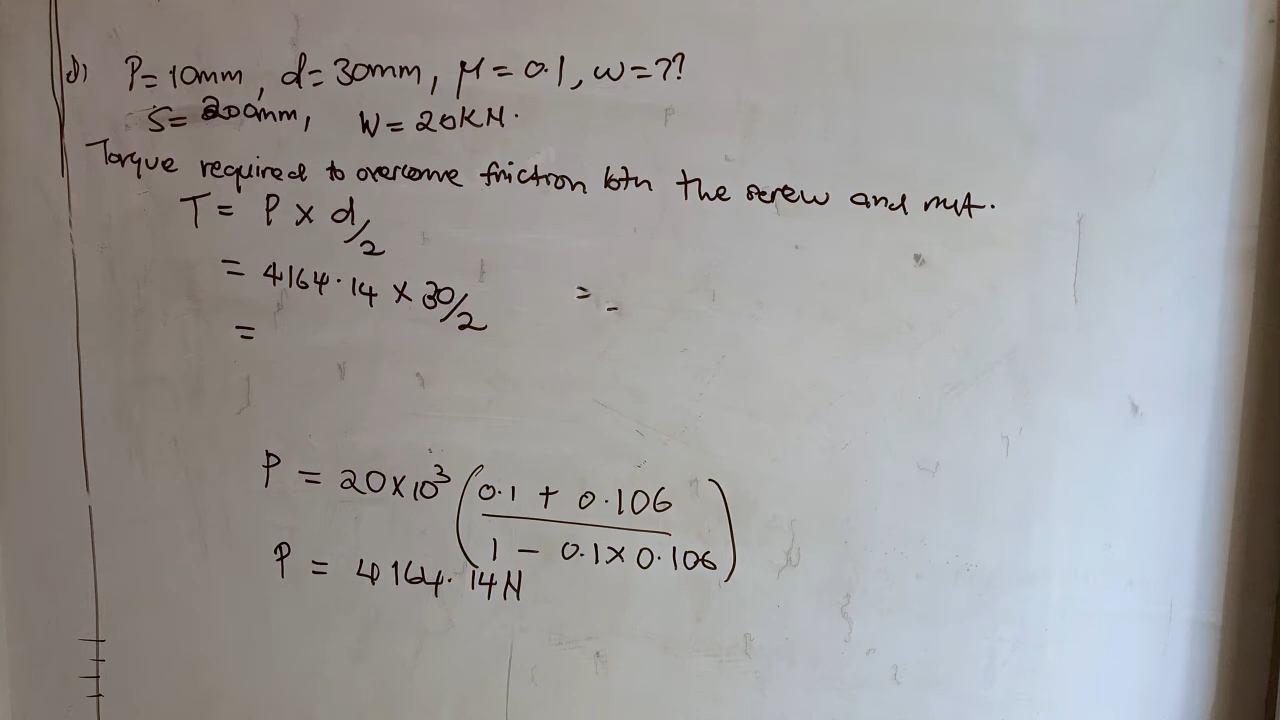 d) P=10mm, d=30mm, μ=0.1, w=??
S=200mm, W=20KN.
Torque required to overcome friction btn the screw and nut.
T = P x d/2
= 4164.14 x 30/2 = -
=
P = 20x10³ (0.1 + 0.106 / 1 - 0.1x0.106)
P = 4164.14N